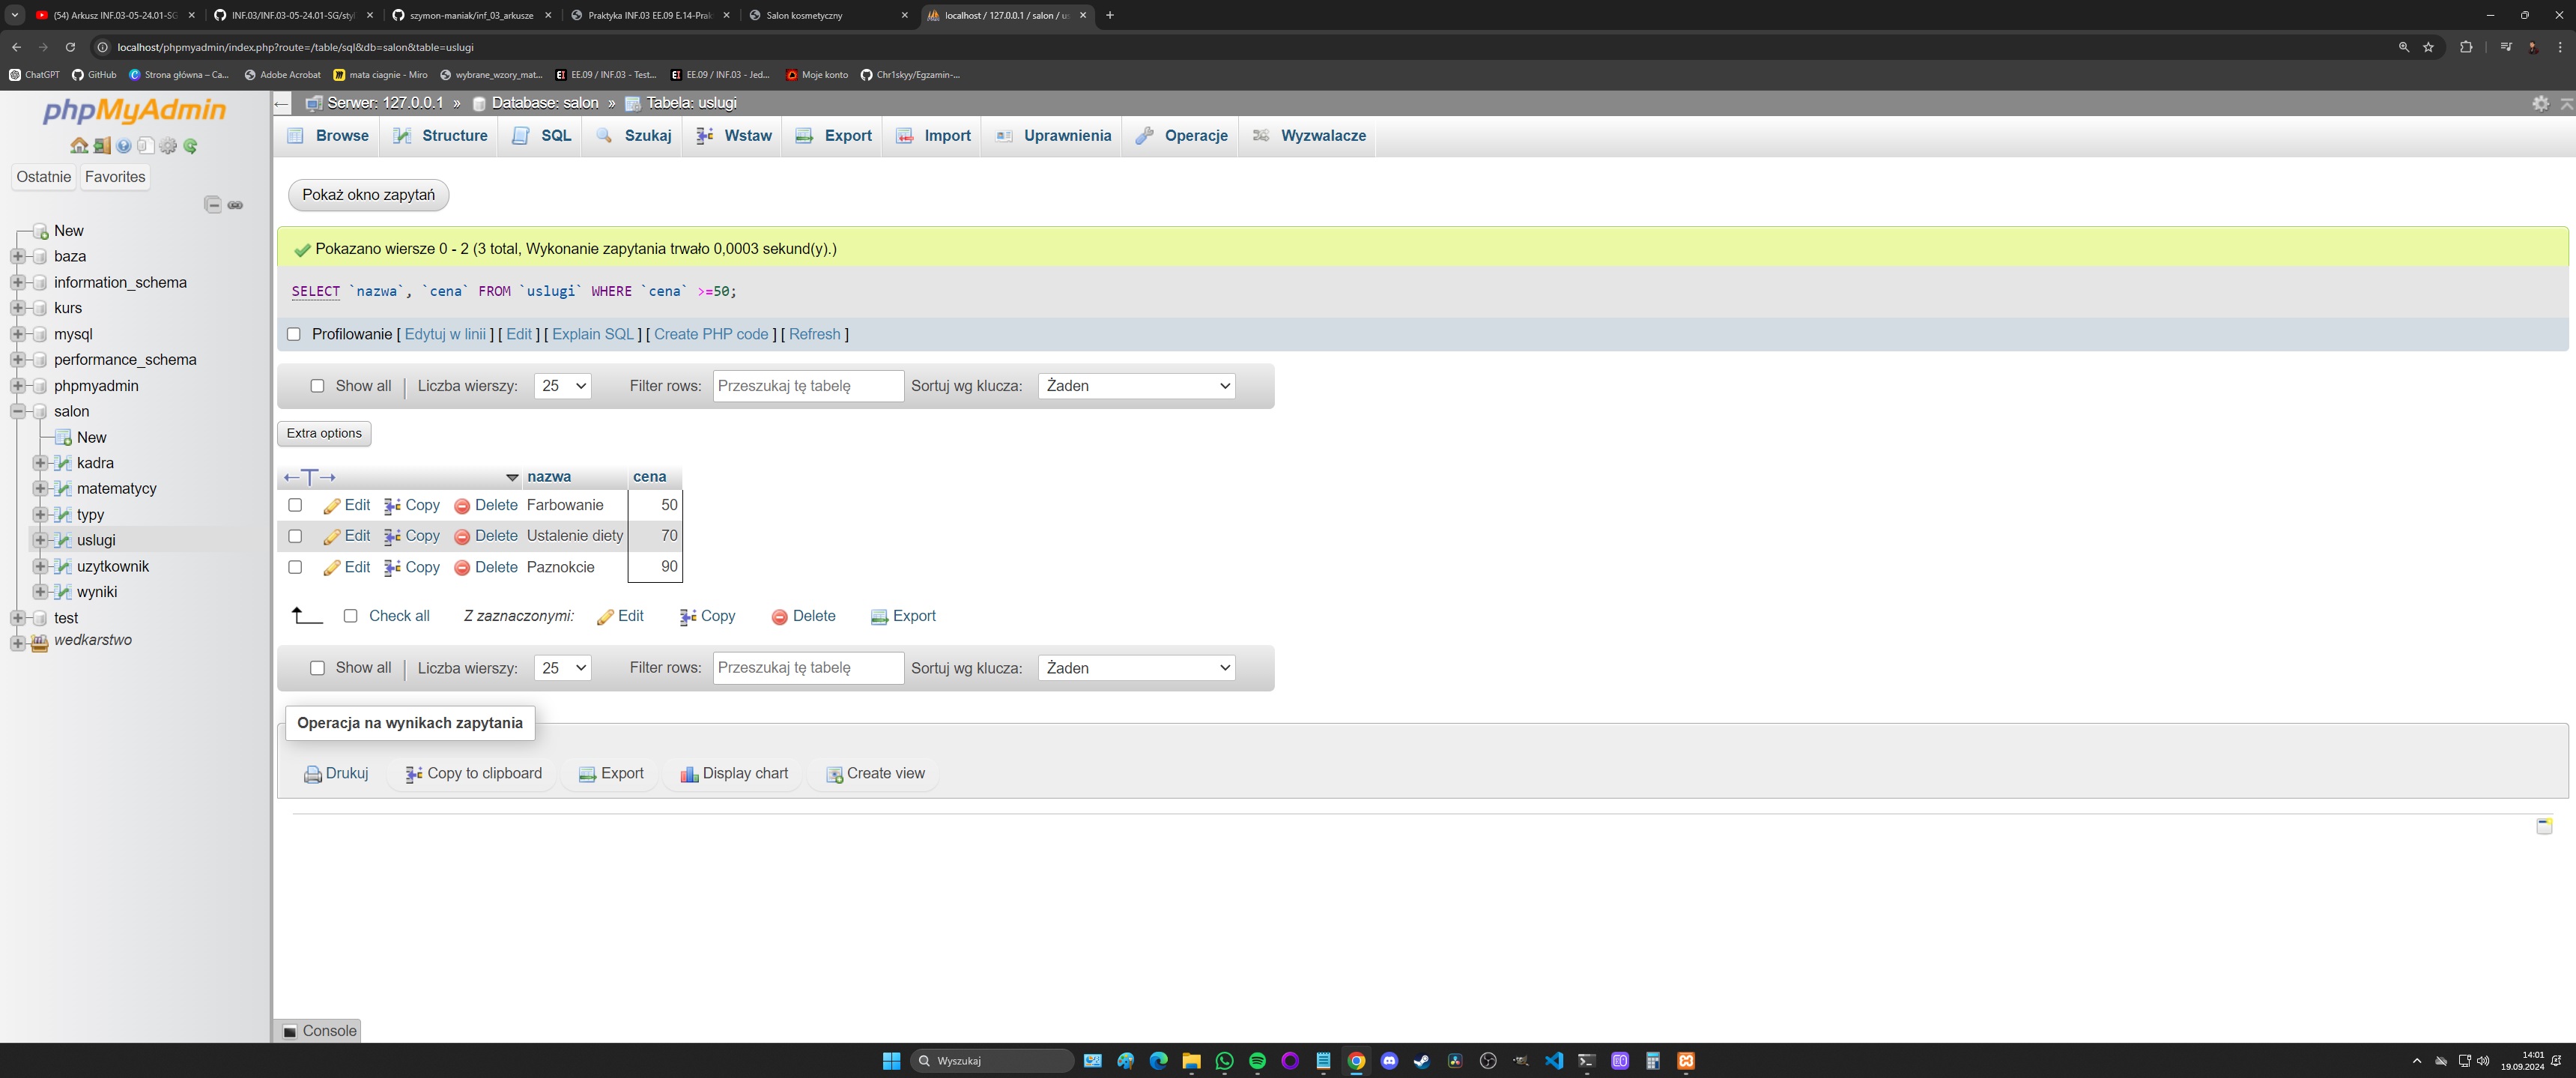 (54) Arkusz INF.03-05-24.01-SG
INF.03/INF.03-05-24.01-SG/styl
szymon-maniak/inf_03_arkusze
Praktyka INF.03 EE.09 E.14-Prak
Salon kosmetyczny
localhost / 127.0.0.1 / salon / us
localhost/phpmyadmin/index.php?route=/table/sql&db=salon&table=uslugi
ChatGPT
GitHub
Strona główna – Ca...
Adobe Acrobat
mata ciagnie - Miro
wybrane_wzory_mat...
EE.09 / INF.03 - Test...
EE.09 / INF.03 - Jed...
Moje konto
Chr1skyy/Egzamin-...
phpMyAdmin
Ostatnie
Favorites
New
baza
information_schema
kurs
mysql
performance_schema
phpmyadmin
salon
New
kadra
matematycy
typy
uslugi
uzytkownik
wyniki
test
wedkarstwo
Serwer: 127.0.0.1 » Database: salon » Tabela: uslugi
Browse Structure SQL Szukaj Wstaw Export Import Uprawnienia Operacje Wyzwalacze
Pokaż okno zapytań
Pokazano wiersze 0 - 2 (3 total, Wykonanie zapytania trwało 0,0003 sekund(y).)
SELECT `nazwa`, `cena` FROM `uslugi` WHERE `cena` >=50;
Profilowanie [ Edytuj w linii ] [ Edit ] [ Explain SQL ] [ Create PHP code ] [ Refresh ]
Show all | Liczba wierszy: 25 Filter rows: Przeszukaj tę tabelę Sortuj wg klucza: Żaden
Extra options
nazwa cena
Edit Copy Delete Farbowanie 50
Edit Copy Delete Ustalenie diety 70
Edit Copy Delete Paznokcie 90
Check all Z zaznaczonymi: Edit Copy Delete Export
Show all | Liczba wierszy: 25 Filter rows: Przeszukaj tę tabelę Sortuj wg klucza: Żaden
Operacja na wynikach zapytania
Drukuj Copy to clipboard Export Display chart Create view
Console
Wyszukaj
14:01
19.09.2024